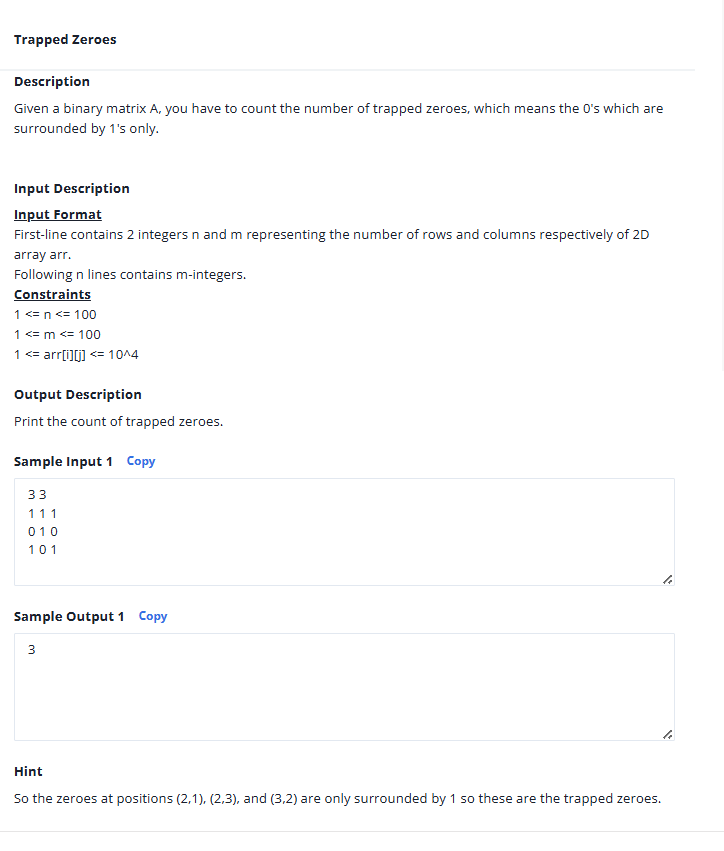 Trapped Zeroes
Description
Given a binary matrix A, you have to count the number of trapped zeroes, which means the 0's which are
surrounded by 1's only.
Input Description
Input Format
First-line contains 2 integers n and m representing the number of rows and columns respectively of 2D
array arr.
Following n lines contains m-integers.
Constraints
1 <= n <= 100
1 <= m <= 100
1 <= arr[i][j] <= 10^4
Output Description
Print the count of trapped zeroes.
Sample Input 1 Copy
3 3
1 1 1
0 1 0
1 0 1
Sample Output 1 Copy
3
Hint
So the zeroes at positions (2,1), (2,3), and (3,2) are only surrounded by 1 so these are the trapped zeroes.